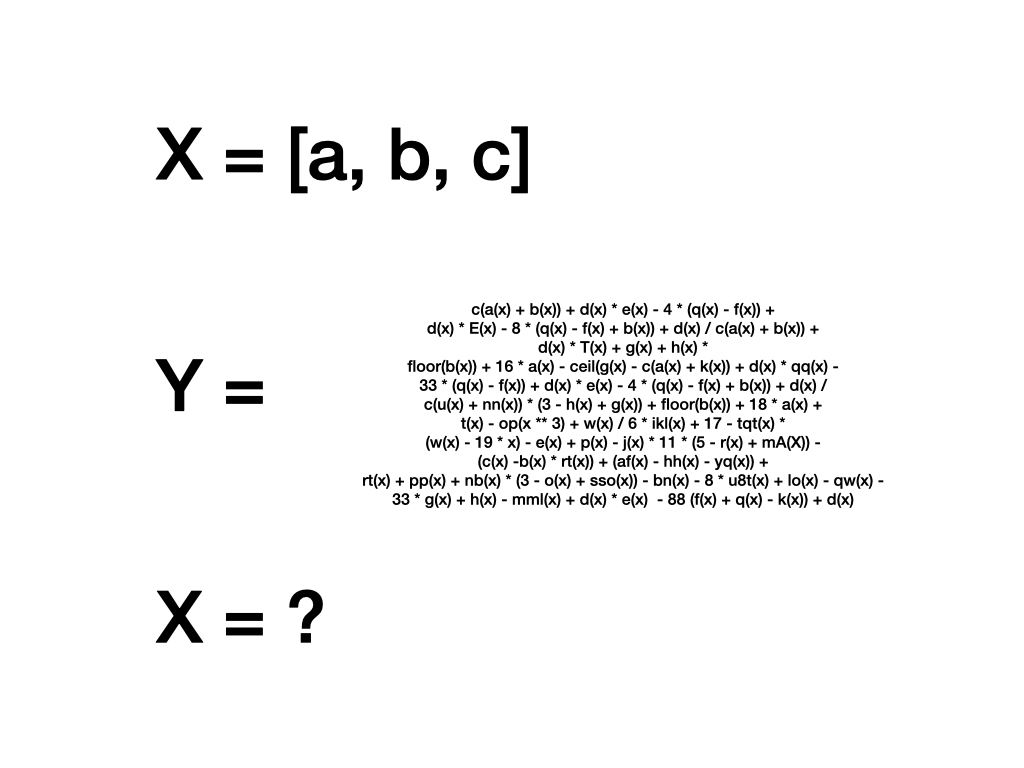 X = [a, b, c]
Y =
c(a(x) + b(x)) + d(x) * e(x) - 4 * (q(x) - f(x)) +
d(x) * E(x) - 8 * (q(x) - f(x) + b(x)) + d(x) / c(a(x) + b(x)) +
d(x) * T(x) + g(x) + h(x) *
floor(b(x)) + 16 * a(x) - ceil(g(x) - c(a(x) + k(x)) + d(x) * qq(x) -
33 * (q(x) - f(x)) + d(x) * e(x) - 4 * (q(x) - f(x) + b(x)) + d(x) /
c(u(x) + nn(x)) * (3 - h(x) + g(x)) + floor(b(x)) + 18 * a(x) +
t(x) - op(x ** 3) + w(x) / 6 * ikl(x) + 17 - tqt(x) *
(w(x) - 19 * x) - e(x) + p(x) - j(x) * 11 * (5 - r(x) + mA(X)) -
(c(x) -b(x) * rt(x)) + (af(x) - hh(x) - yq(x)) +
rt(x) + pp(x) + nb(x) * (3 - o(x) + sso(x)) - bn(x) - 8 * u8t(x) + lo(x) - qw(x) -
33 * g(x) + h(x) - mml(x) + d(x) * e(x)  - 88 (f(x) + q(x) - k(x)) + d(x)
X = ?